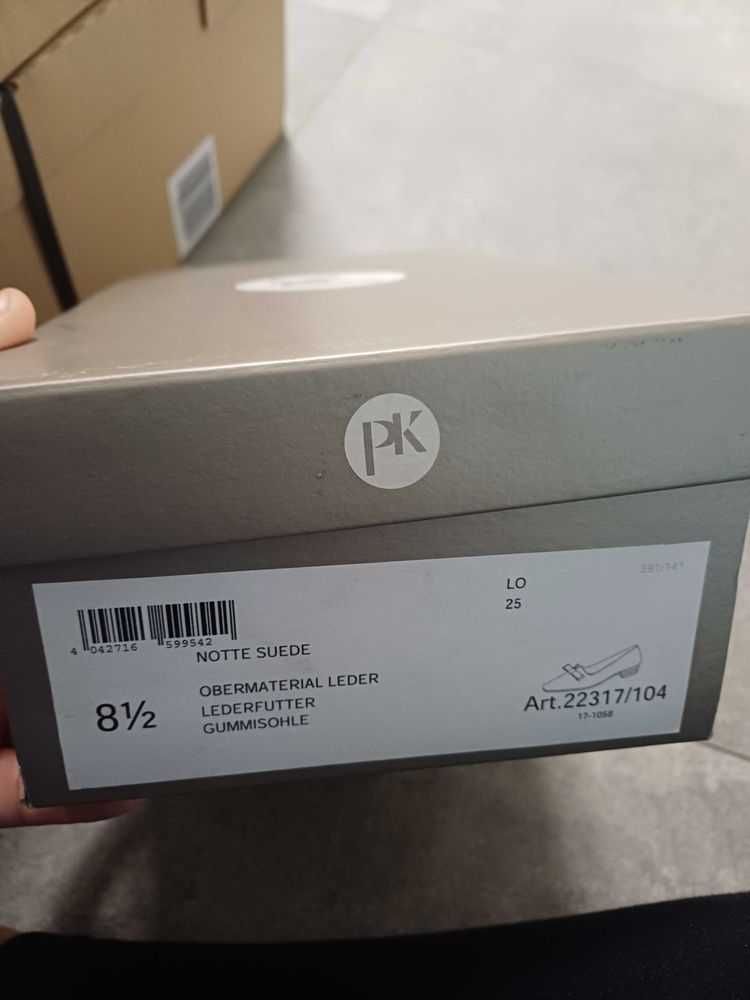 PK
LO
25
4 042716 599542
NOTTE SUEDE
8½
OBERMATERIAL LEDER
LEDERFUTTER
GUMMISOHLE
Art.22317/104
17-1058